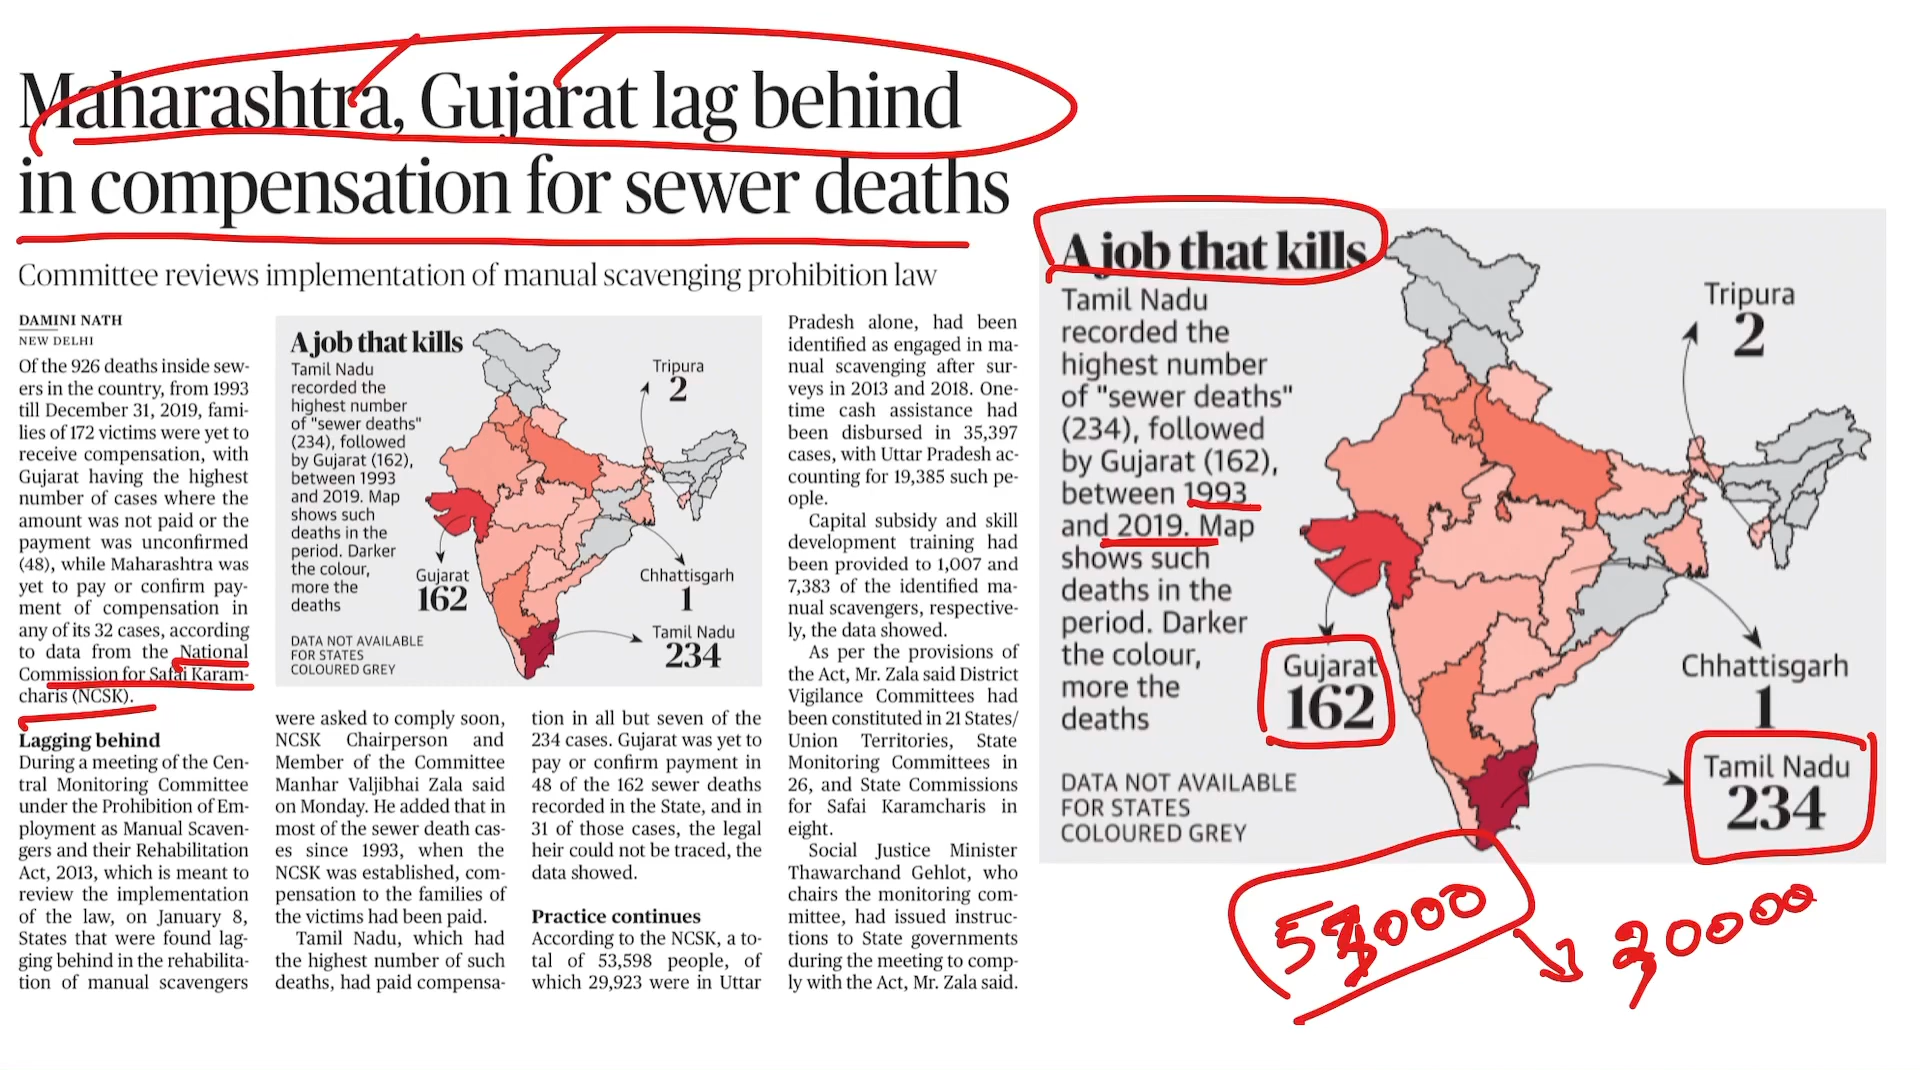 Maharashtra, Gujarat lag behind
in compensation for sewer deaths
Committee reviews implementation of manual scavenging prohibition law
DAMINI NATH
NEW DELHI
Of the 926 deaths inside sew-
ers in the country, from 1993
till December 31, 2019, fami-
lies of 172 victims were yet to
receive compensation, with
Gujarat having the highest
number of cases where the
amount was not paid or the
payment was unconfirmed
(48), while Maharashtra was
yet to pay or confirm pay-
ment of compensation in
any of its 32 cases, according
to data from the National
Commission for Safai Karam-
charis (NCSK).
Lagging behind
During a meeting of the Cen-
tral Monitoring Committee
under the Prohibition of Em-
ployment as Manual Scaven-
gers and their Rehabilitation
Act, 2013, which is meant to
review the implementation
of the law, on January 8,
States that were found lag-
ging behind in the rehabilita-
tion of manual scavengers
A job that kills
Tamil Nadu
recorded the
highest number
of "sewer deaths"
(234), followed
by Gujarat (162),
between 1993
and 2019. Map
shows such
deaths in the
period. Darker
the colour,
more the
deaths
DATA NOT AVAILABLE
FOR STATES
COLOURED GREY
Tripura
2
Gujarat
162
Chhattisgarh
1
Tamil Nadu
234
were asked to comply soon,
NCSK Chairperson and
Member of the Committee
Manhar Valjibhai Zala said
on Monday. He added that in
most of the sewer death cas-
es since 1993, when the
NCSK was established, com-
pensation to the families of
the victims had been paid.
Tamil Nadu, which had
the highest number of such
deaths, had paid compensa-
tion in all but seven of the
234 cases. Gujarat was yet to
pay or confirm payment in
48 of the 162 sewer deaths
recorded in the State, and in
31 of those cases, the legal
heir could not be traced, the
data showed.
Practice continues
According to the NCSK, a to-
tal of 53,598 people, of
which 29,923 were in Uttar
Pradesh alone, had been
identified as engaged in ma-
nual scavenging after sur-
veys in 2013 and 2018. One-
time cash assistance had
been disbursed in 35,397
cases, with Uttar Pradesh ac-
counting for 19,385 such pe-
ople.
Capital subsidy and skill
development training had
been provided to 1,007 and
7,383 of the identified ma-
nual scavengers, respective-
ly, the data showed.
As per the provisions of
the Act, Mr. Zala said District
Vigilance Committees had
been constituted in 21 States/
Union Territories, State
Monitoring Committees in
26, and State Commissions
for Safai Karamcharis in
eight.
Social Justice Minister
Thawarchand Gehlot, who
chairs the monitoring com-
mittee, had issued instruc-
tions to State governments
during the meeting to comp-
ly with the Act, Mr. Zala said.
A job that kills
Tamil Nadu
recorded the
highest number
of "sewer deaths"
(234), followed
by Gujarat (162),
between 1993
and 2019. Map
shows such
deaths in the
period. Darker
the colour,
more the
deaths
DATA NOT AVAILABLE
FOR STATES
COLOURED GREY
Tripura
2
Gujarat
162
Chhattisgarh
1
Tamil Nadu
234